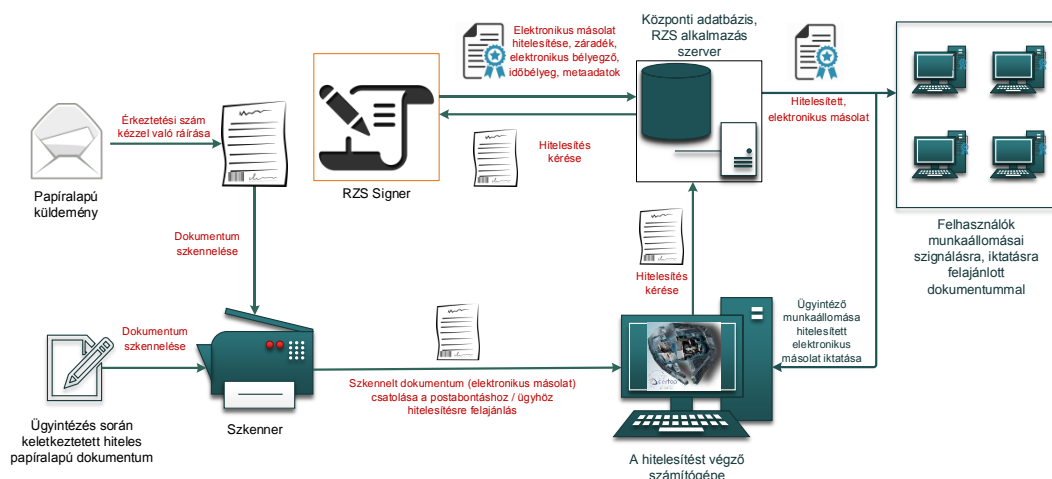 Elektronikus másolat
hitelesítése, záradék,
elektronikus bélyegző,
időbélyeg, metaadatok
Központi adatbázis,
RZS alkalmazás
szerver
Érkeztetési szám
kézzel való ráírása
Hitelesített,
elektronikus másolat
Hitelesítés
kérése
Papíralapú
küldemény
RZS Signer
Felhasználók
munkaállomásai
szignálásra, iktatásra
felajánlott
dokumentummal
Dokumentum
szkennelése
Hitelesítés
kérése
Ügyintéző
munkaállomása
hitelesített
elektronikus
másolat iktatása
Dokumentum
szkennelése
Szkennelt dokumentum (elektronikus másolat)
csatolása a postabontáshoz / ügyhöz
hitelesítésre felajánlás
Ügyintézés során
keletkeztetett hiteles
papíralapú dokumentum
Szkenner
A hitelesítést végző
számítógépe